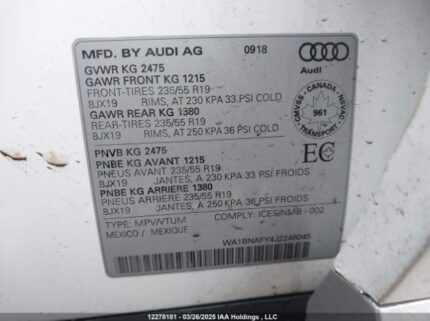 MFD. BY AUDI AG 0918
Audi
GVWR KG 2475
GAWR FRONT KG 1215
FRONT-TIRES 235/55 R19
8JX19 RIMS, AT 230 KPA 33 PSI COLD
GAWR REAR KG 1380
REAR-TIRES 235/55 R19
8JX19 RIMS, AT 250 KPA 36 PSI COLD
CANADA
CMVSS NSVAC
961
TRANSPORT
PNVB KG 2475
PNBE KG AVANT 1215
PNEUS AVANT 235/55 R19
8JX19 JANTES, A 230 KPA 33 PSI FROIDS
PNBE KG ARRIERE 1380
PNEUS ARRIERE 235/55 R19
8JX19 JANTES, A 250 KPA 36 PSI FROIDS
EC
TYPE: MPV/VTUM COMPLY: ICES/NMB - 002
MEXICO / MEXIQUE WA1BNAFY4J2246045
12278181 - 03/26/2025 IAA Holdings , LLC